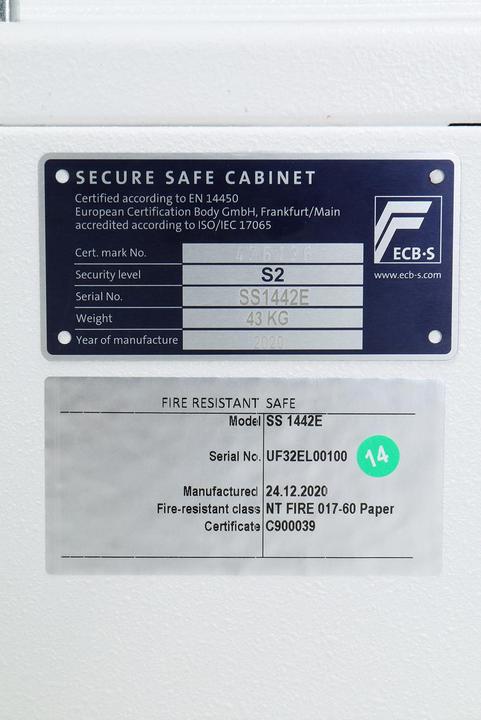 SECURE SAFE CABINET
Certified according to EN 14450
European Certification Body GmbH, Frankfurt/Main
accredited according to ISO/IEC 17065
ECB·S
www.ecb-s.com
Cert. mark No.
Security level S2
Serial No. SS1442E
Weight 43 KG
Year of manufacture 2020
FIRE RESISTANT SAFE
Model SS 1442E
Serial No. UF32EL00100
14
Manufactured 24.12.2020
Fire-resistant class NT FIRE 017-60 Paper
Certificate C900039